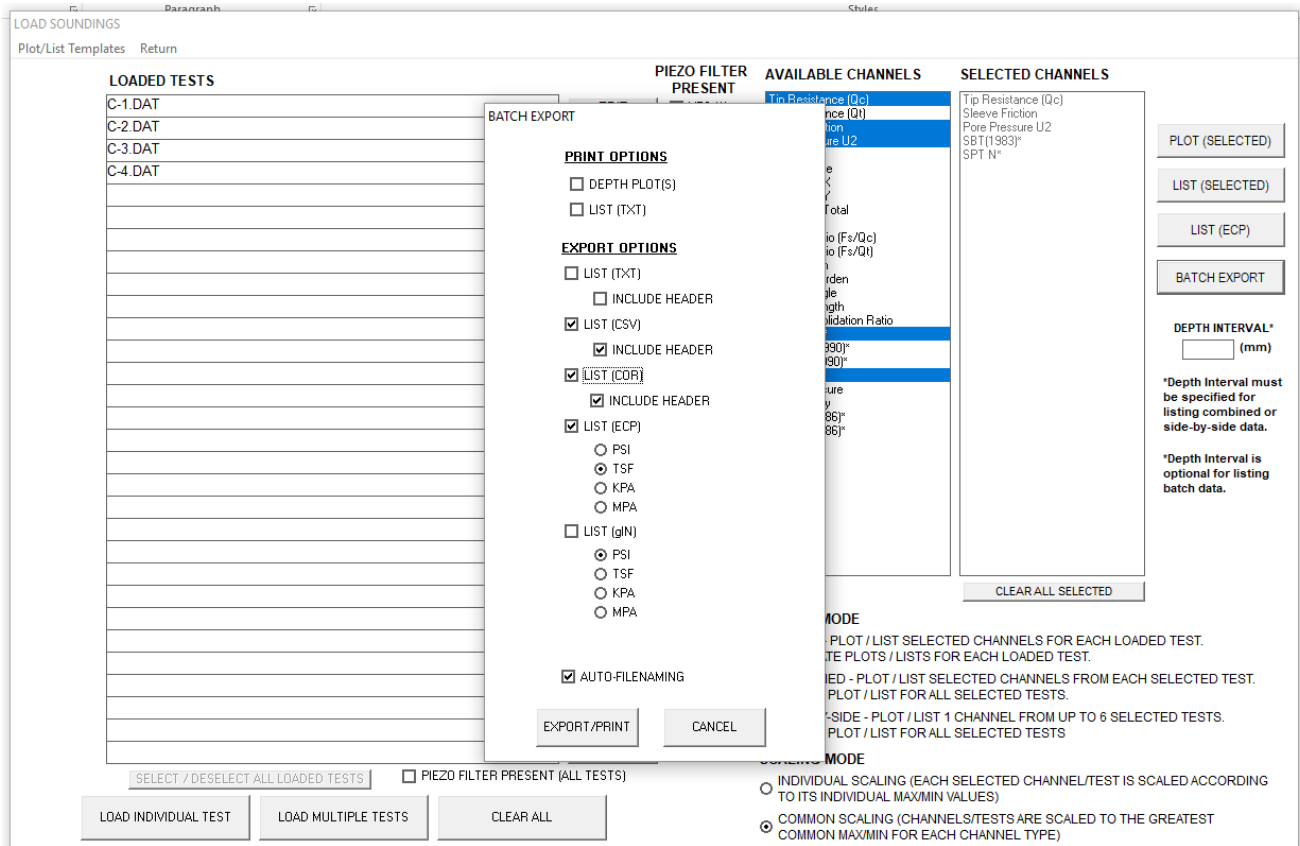 Paragraph
Styles
LOAD SOUNDINGS
Plot/List Templates Return
LOADED TESTS
C-1.DAT
C-2.DAT
C-3.DAT
C-4.DAT
SELECT / DESELECT ALL LOADED TESTS
PIEZO FILTER PRESENT (ALL TESTS)
LOAD INDIVIDUAL TEST
LOAD MULTIPLE TESTS
CLEAR ALL
PIEZO FILTER
PRESENT
BATCH EXPORT
PRINT OPTIONS
DEPTH PLOT(S)
LIST (TXT)
EXPORT OPTIONS
LIST (TXT)
INCLUDE HEADER
LIST (CSV)
INCLUDE HEADER
LIST (COR)
INCLUDE HEADER
LIST (ECP)
PSI
TSF
KPA
MPA
LIST (gIN)
PSI
TSF
KPA
MPA
AUTO-FILENAMING
EXPORT/PRINT
CANCEL
AVAILABLE CHANNELS
Tip Resistance (Qc)
(Qt)
U2
Total
(Fs/Qc)
(Fs/Qt)
Ratio
SELECTED CHANNELS
Tip Resistance (Qc)
Sleeve Friction
Pore Pressure U2
SBT(1983)*
SPT N*
CLEAR ALL SELECTED
PLOT (SELECTED)
LIST (SELECTED)
LIST (ECP)
BATCH EXPORT
DEPTH INTERVAL*
(mm)
*Depth Interval must
be specified for
listing combined or
side-by-side data.
*Depth Interval is
optional for listing
batch data.
MODE
- PLOT / LIST SELECTED CHANNELS FOR EACH LOADED TEST.
PLOTS / LISTS FOR EACH LOADED TEST.
- PLOT / LIST SELECTED CHANNELS FROM EACH SELECTED TEST.
PLOT / LIST FOR ALL SELECTED TESTS.
-SIDE - PLOT / LIST 1 CHANNEL FROM UP TO 6 SELECTED TESTS.
PLOT / LIST FOR ALL SELECTED TESTS
MODE
INDIVIDUAL SCALING (EACH SELECTED CHANNEL/TEST IS SCALED ACCORDING
TO ITS INDIVIDUAL MAX/MIN VALUES)
COMMON SCALING (CHANNELS/TESTS ARE SCALED TO THE GREATEST
COMMON MAX/MIN FOR EACH CHANNEL TYPE)